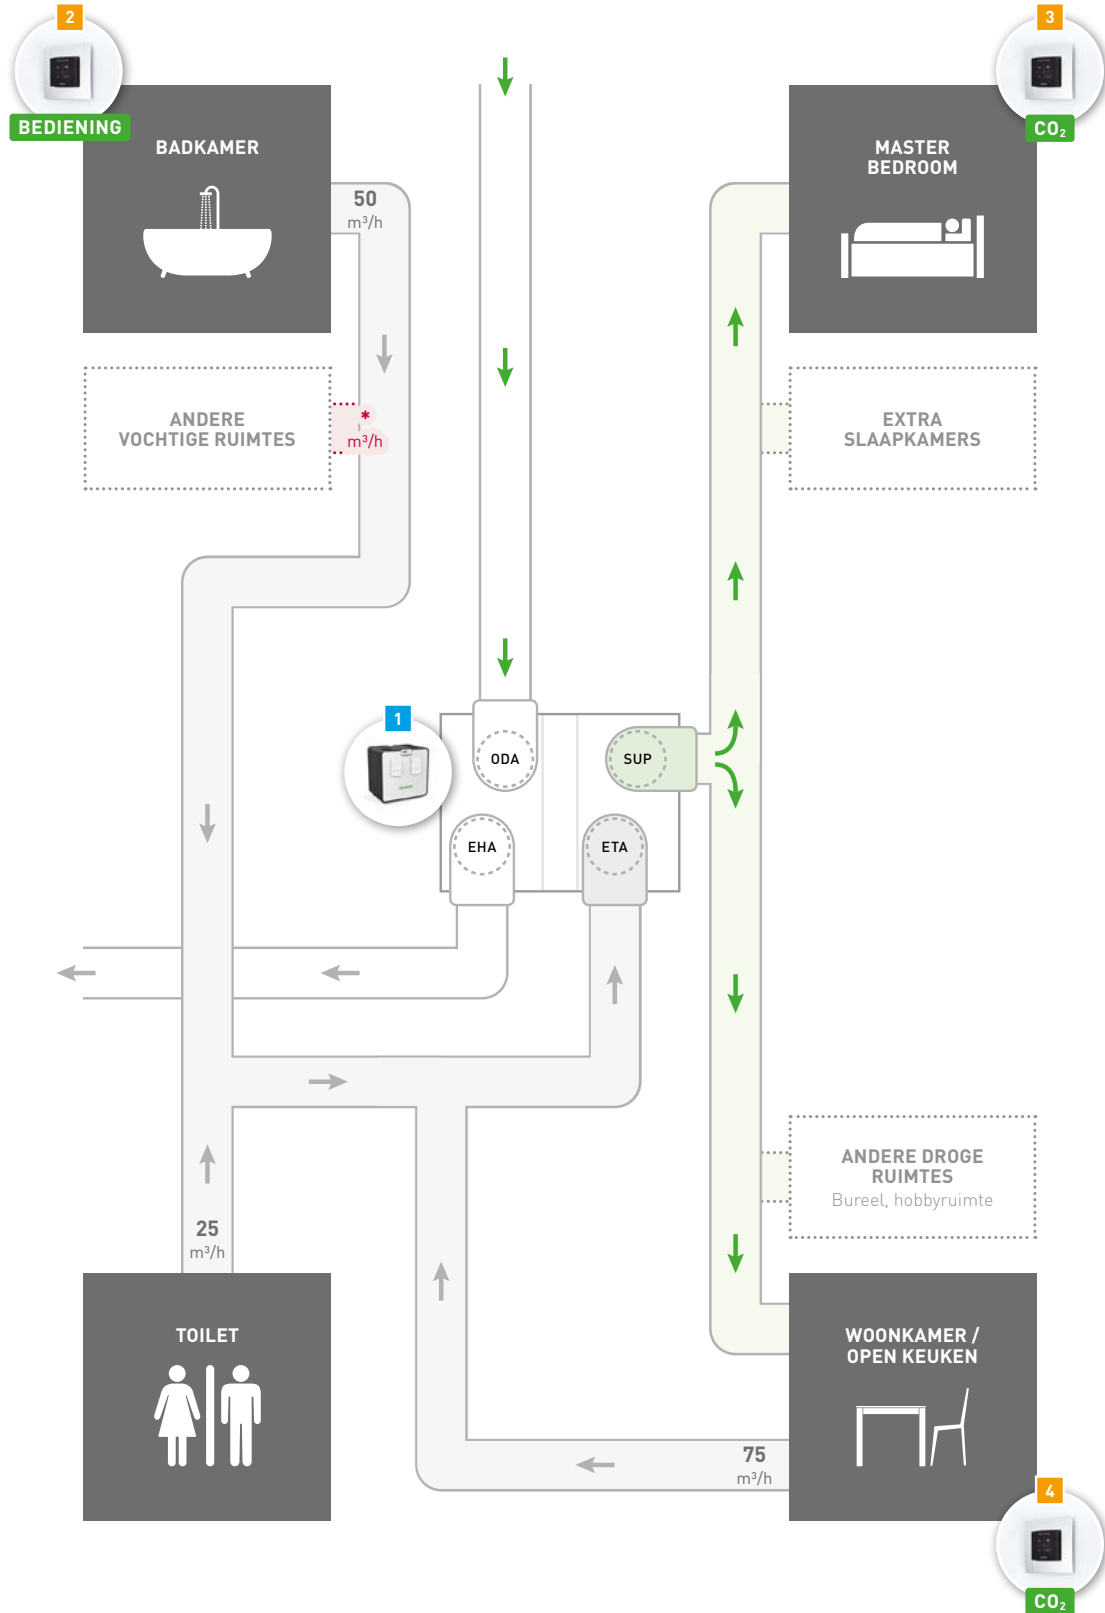 2
BEDIENING
BADKAMER
50
m³/h
3
CO₂
MASTER
BEDROOM
ANDERE
VOCHTIGE RUIMTES
*
m³/h
EXTRA
SLAAPKAMERS
1
ODA
SUP
EHA
ETA
ANDERE DROGE
RUIMTES
Bureel, hobbyruimte
25
m³/h
TOILET
WOONKAMER /
OPEN KEUKEN
75
m³/h
4
CO₂